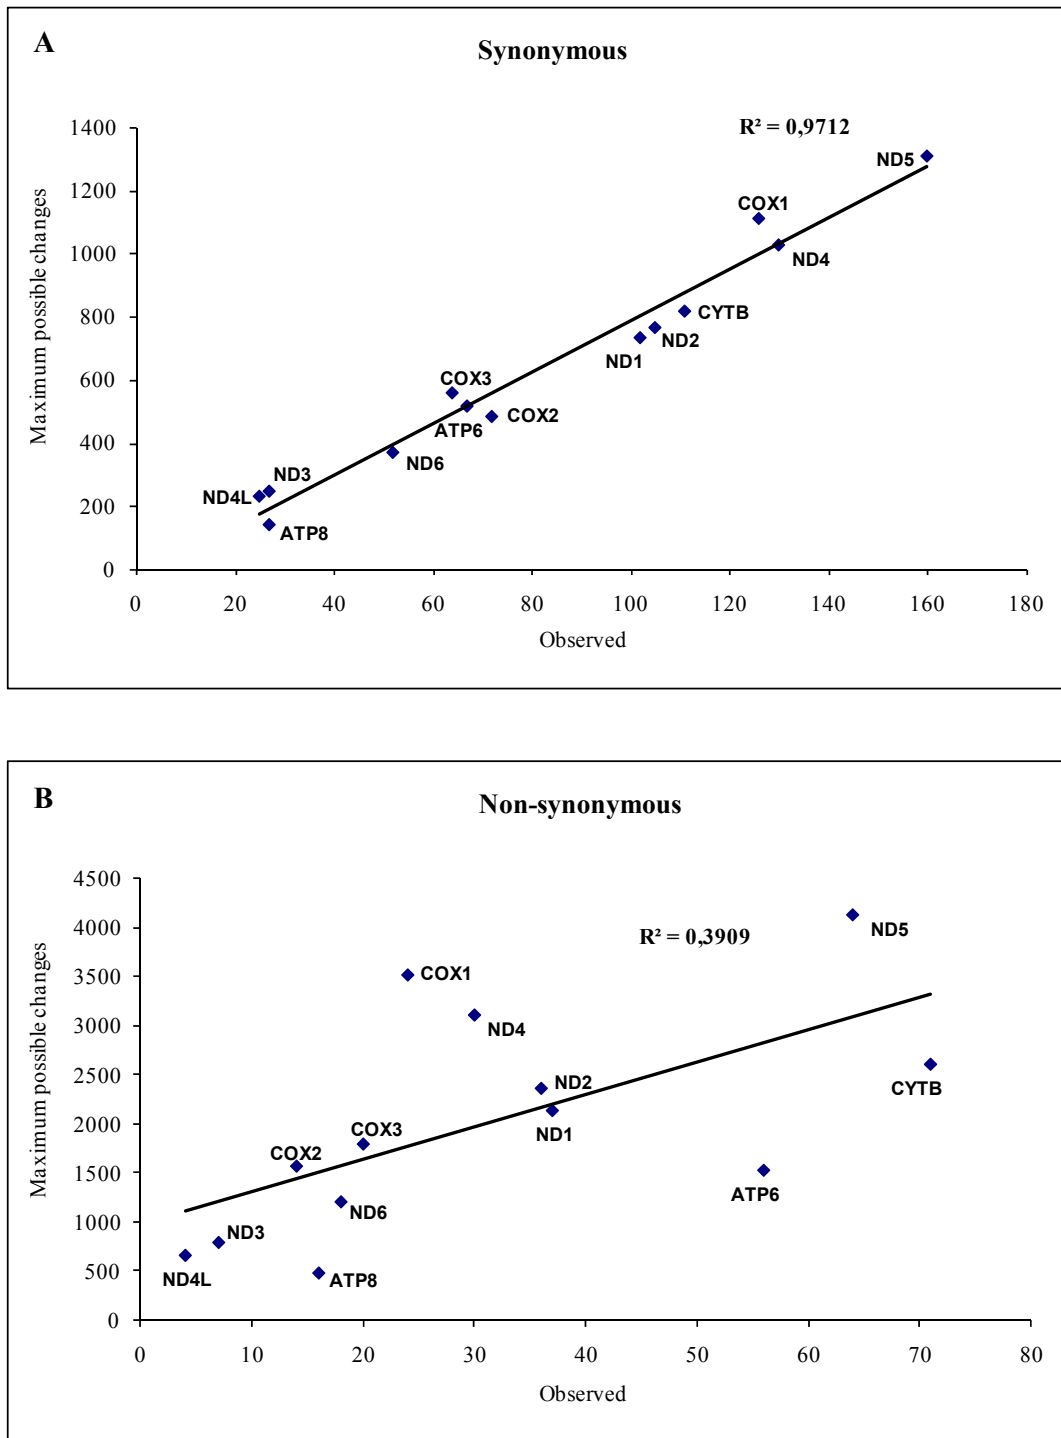 A
Synonymous
R² = 0,9712
1400
1200
1000
800
600
400
200
0
Maximum possible changes
ND5
COX1
ND4
CYTB
ND2
ND1
COX3
ATP6
COX2
ND6
ND3
ND4L
ATP8
0 20 40 60 80 100 120 140 160 180
Observed
B
Non-synonymous
4500
4000
3500
3000
2500
2000
1500
1000
500
0
Maximum possible changes
R² = 0,3909
ND5
COX1
ND4
ND2
CYTB
ND1
COX3
COX2
ATP6
ND6
ND3
ND4L
ATP8
0 10 20 30 40 50 60 70 80
Observed